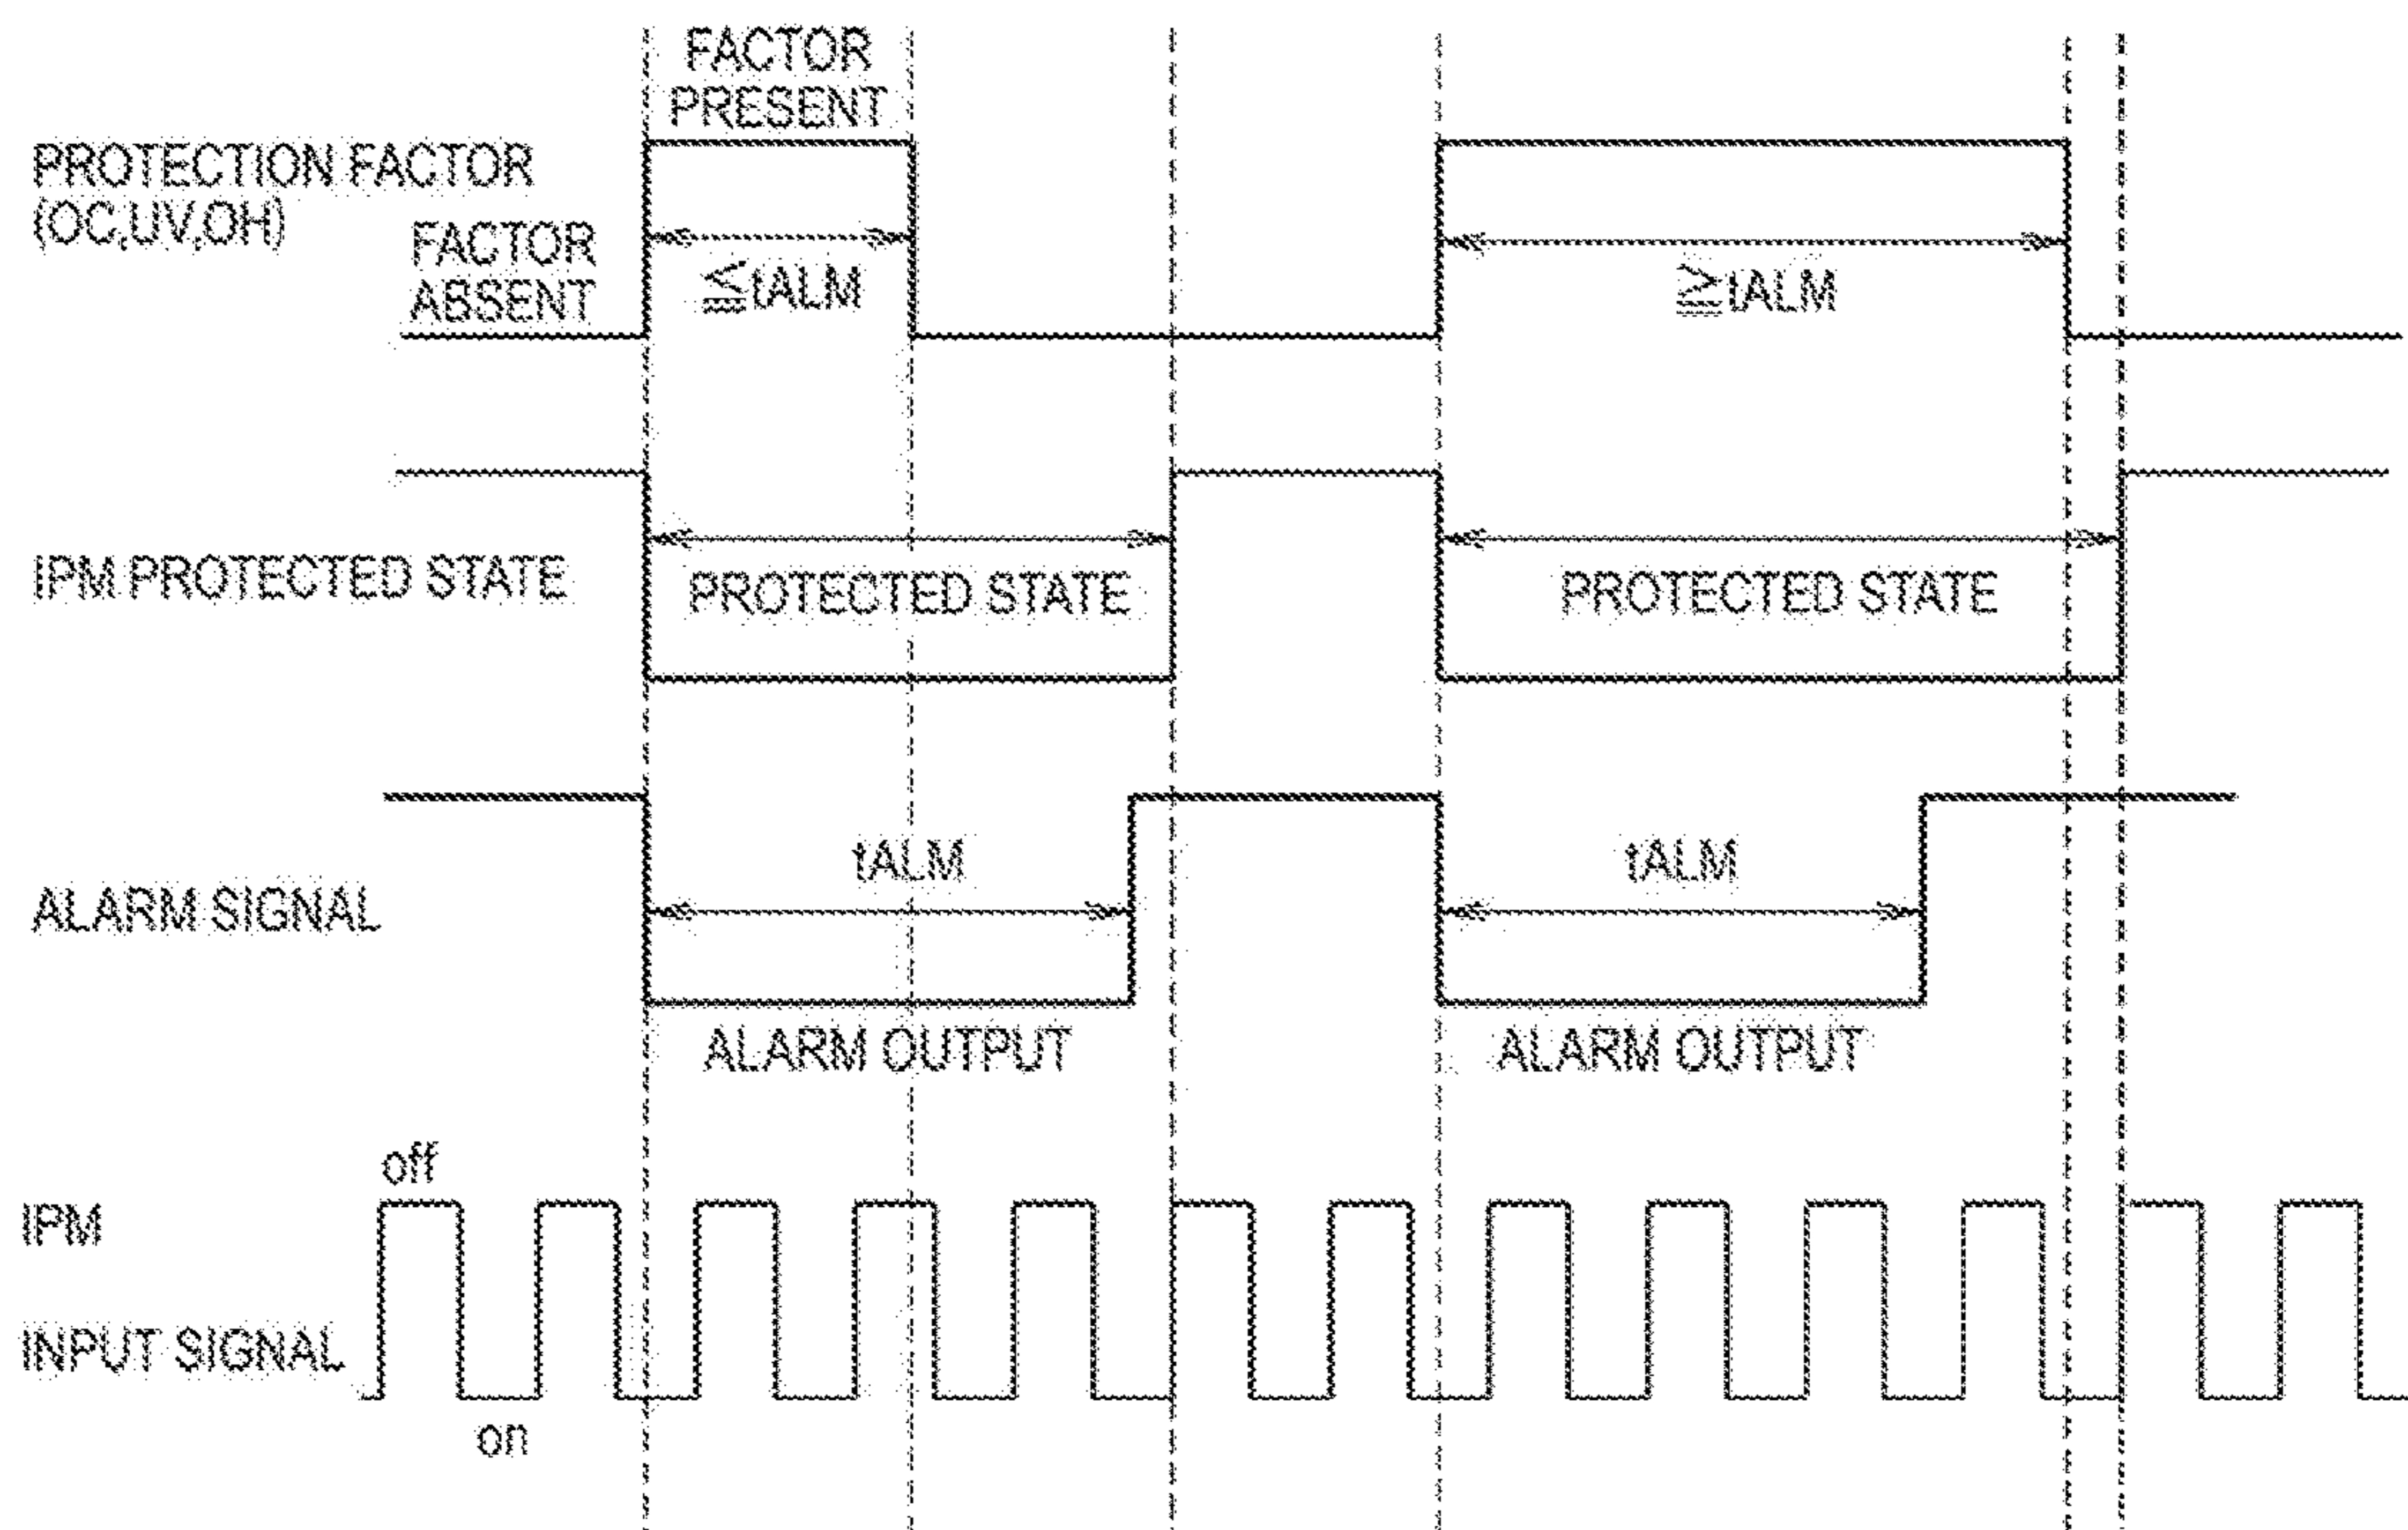 FACTOR
PRESENT
PROTECTION FACTOR
(OC,UV,OH)
FACTOR
ABSENT
≦tALM
≧tALM
IPM PROTECTED STATE
PROTECTED STATE
PROTECTED STATE
tALM
tALM
ALARM SIGNAL
ALARM OUTPUT
ALARM OUTPUT
off
IPM
INPUT SIGNAL
on